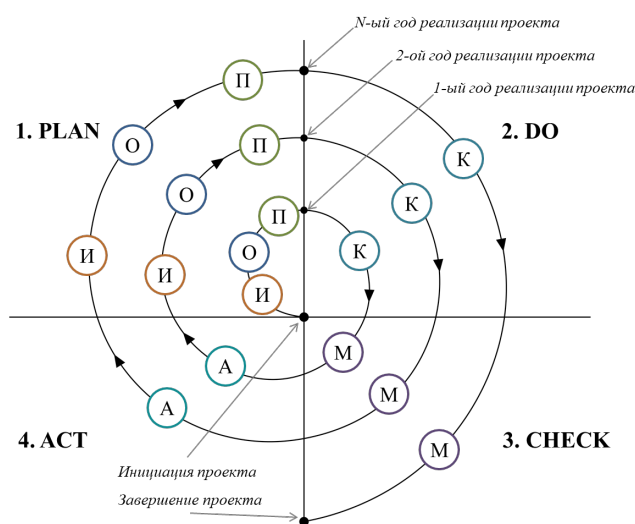 N-ый год реализации проекта
2-ой год реализации проекта
1-ый год реализации проекта
1. PLAN
2. DO
П
О
К
П
О
К
И
П
О
К
И
И
М
А
М
А
М
4. ACT
3. CHECK
Инициация проекта
Завершение проекта